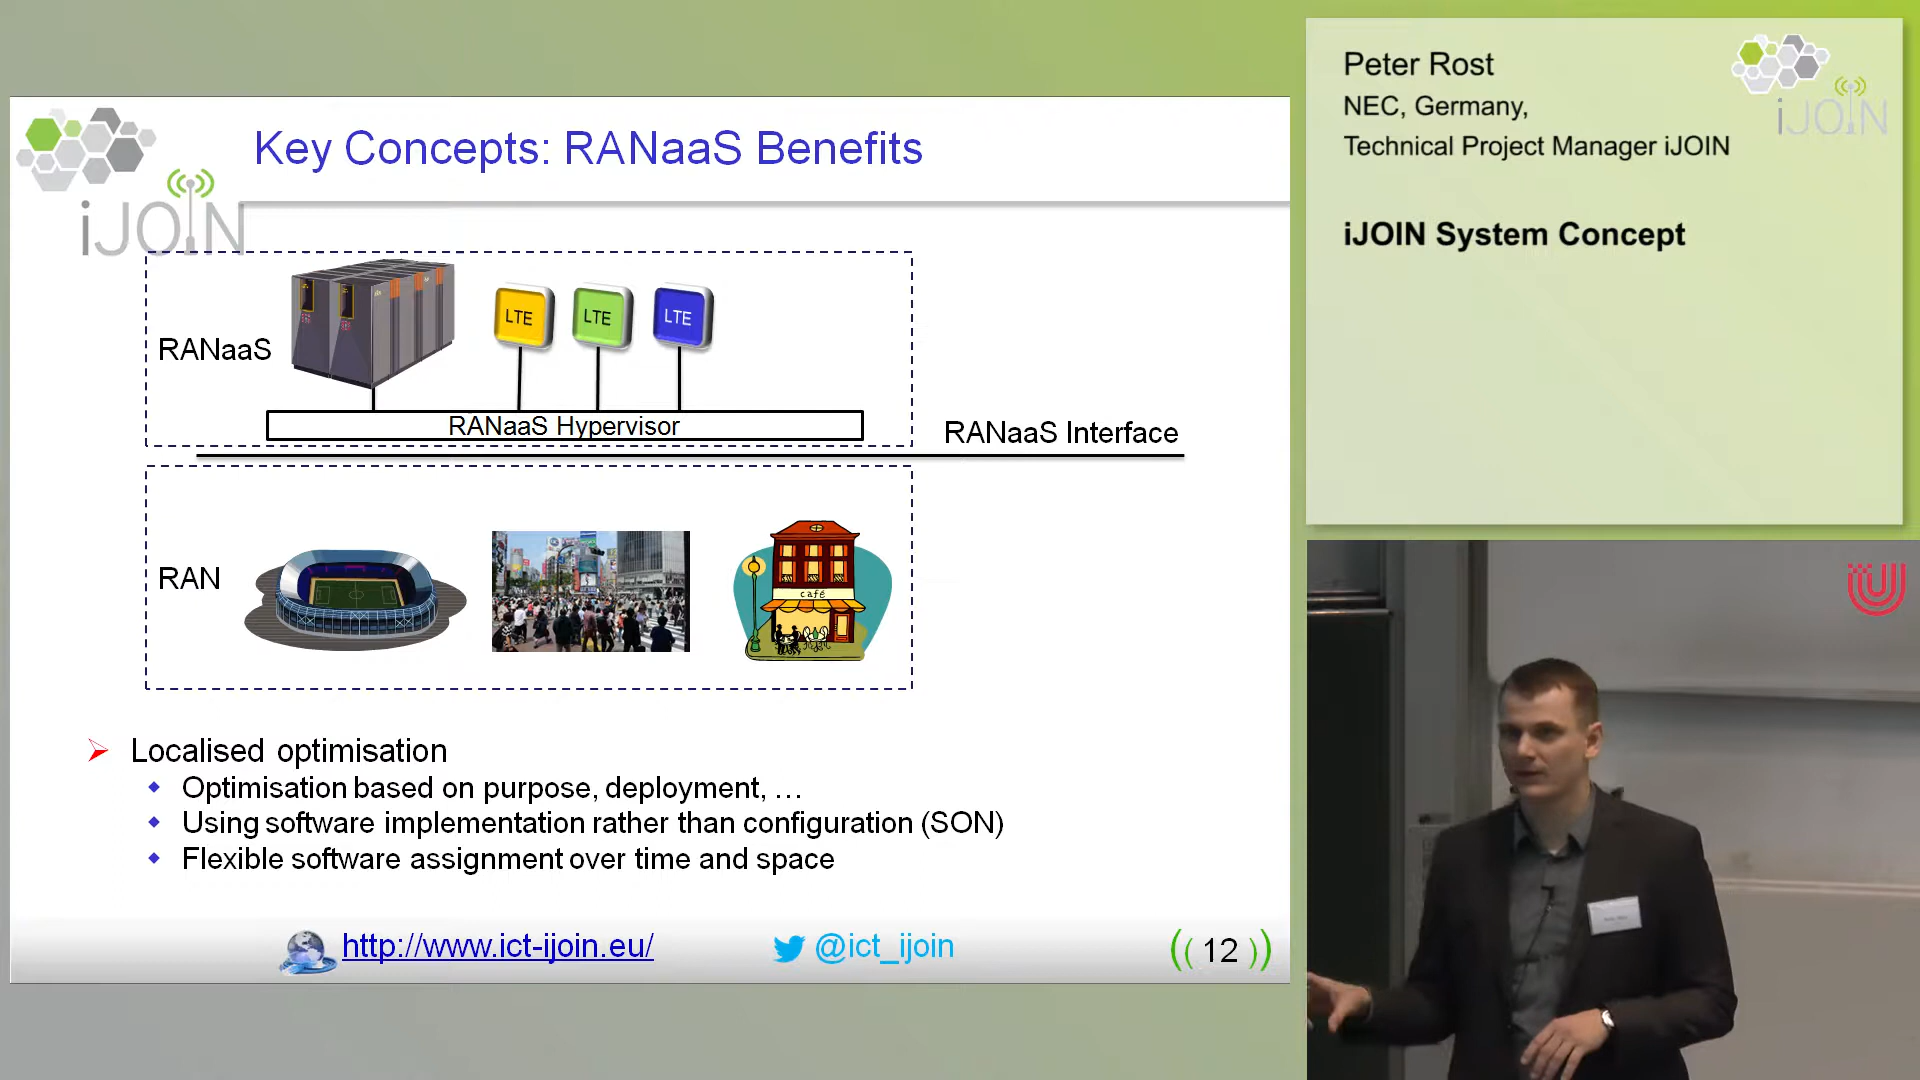 Key Concepts: RANaaS Benefits
iJOIN
RANaaS
LTE
LTE
LTE
RANaaS Hypervisor
RANaaS Interface
RAN
café
Localised optimisation
Optimisation based on purpose, deployment, …
Using software implementation rather than configuration (SON)
Flexible software assignment over time and space
http://www.ict-ijoin.eu/
@ict_ijoin
((12))
Peter Rost
NEC, Germany,
Technical Project Manager iJOIN
iJOIN
iJOIN System Concept